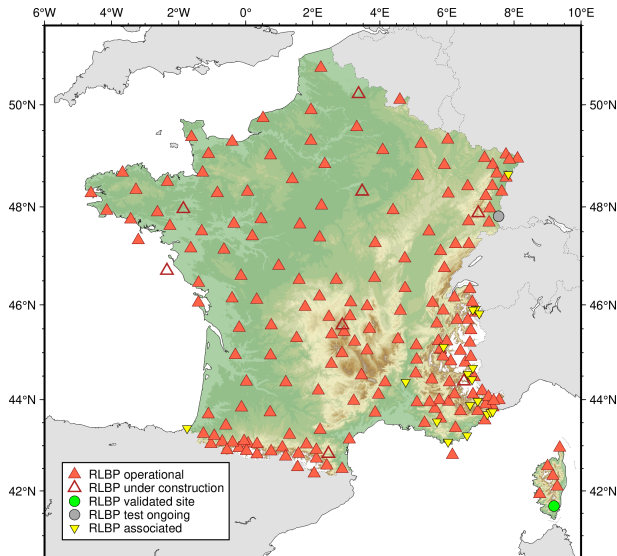 6°W 4°W 2°W 0°E 2°E 4°E 6°E 8°E 10°E
50°N 50°N
48°N 48°N
46°N 46°N
44°N 44°N
42°N 42°N
RLBP operational
RLBP under construction
RLBP validated site
RLBP test ongoing
RLBP associated